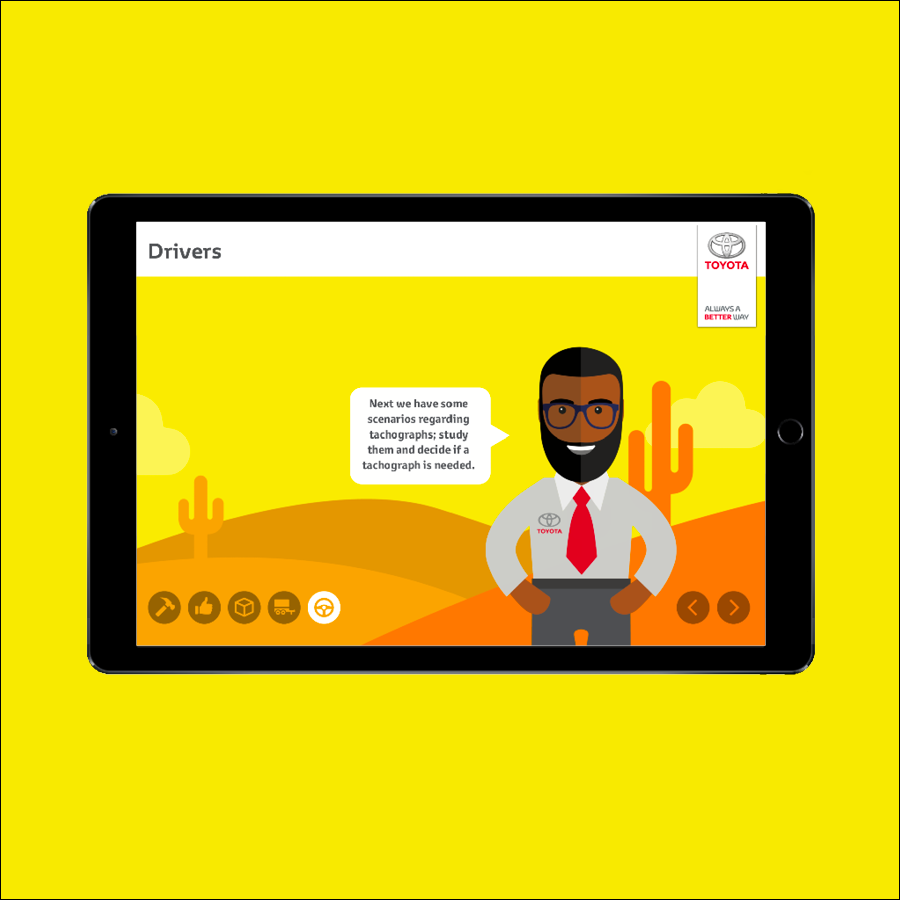 Drivers
TOYOTA
ALWAYS A
BETTER WAY
Next we have some
scenarios regarding
tachographs; study
them and decide if a
tachograph is needed.
TOYOTA